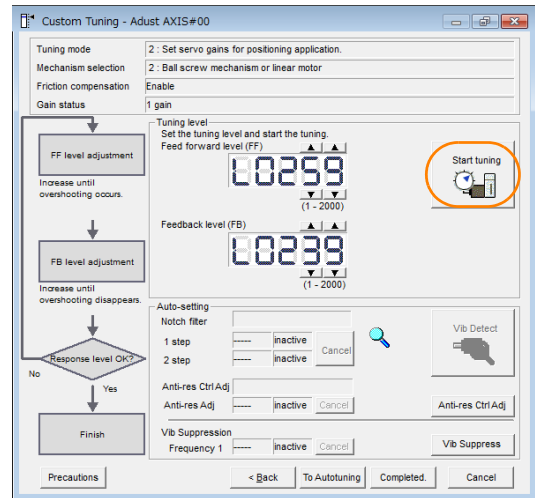 Custom Tuning - Adust AXIS#00
Tuning mode
2 : Set servo gains for positioning application.
Mechanism selection
2 : Ball screw mechanism or linear motor
Friction compensation
Enable
Gain status
1 gain
FF level adjustment
Increase until
overshooting occurs.
FB level adjustment
Increase until
overshooting disappears.
Response level OK?
No
Yes
Finish
Tuning level
Set the tuning level and start the tuning.
Feed forward level (FF)
L0259
(1 - 2000)
Feedback level (FB)
L0239
(1 - 2000)
Start tuning
Auto-setting
Notch filter
1 step
-----
inactive
Cancel
2 step
-----
inactive
Vib Detect
Anti-res Ctrl Adj
Anti-res Adj
-----
inactive
Cancel
Anti-res Ctrl Adj
Vib Suppression
Frequency 1
-----
inactive
Cancel
Vib Suppress
Precautions
< Back
To Autotuning
Completed.
Cancel